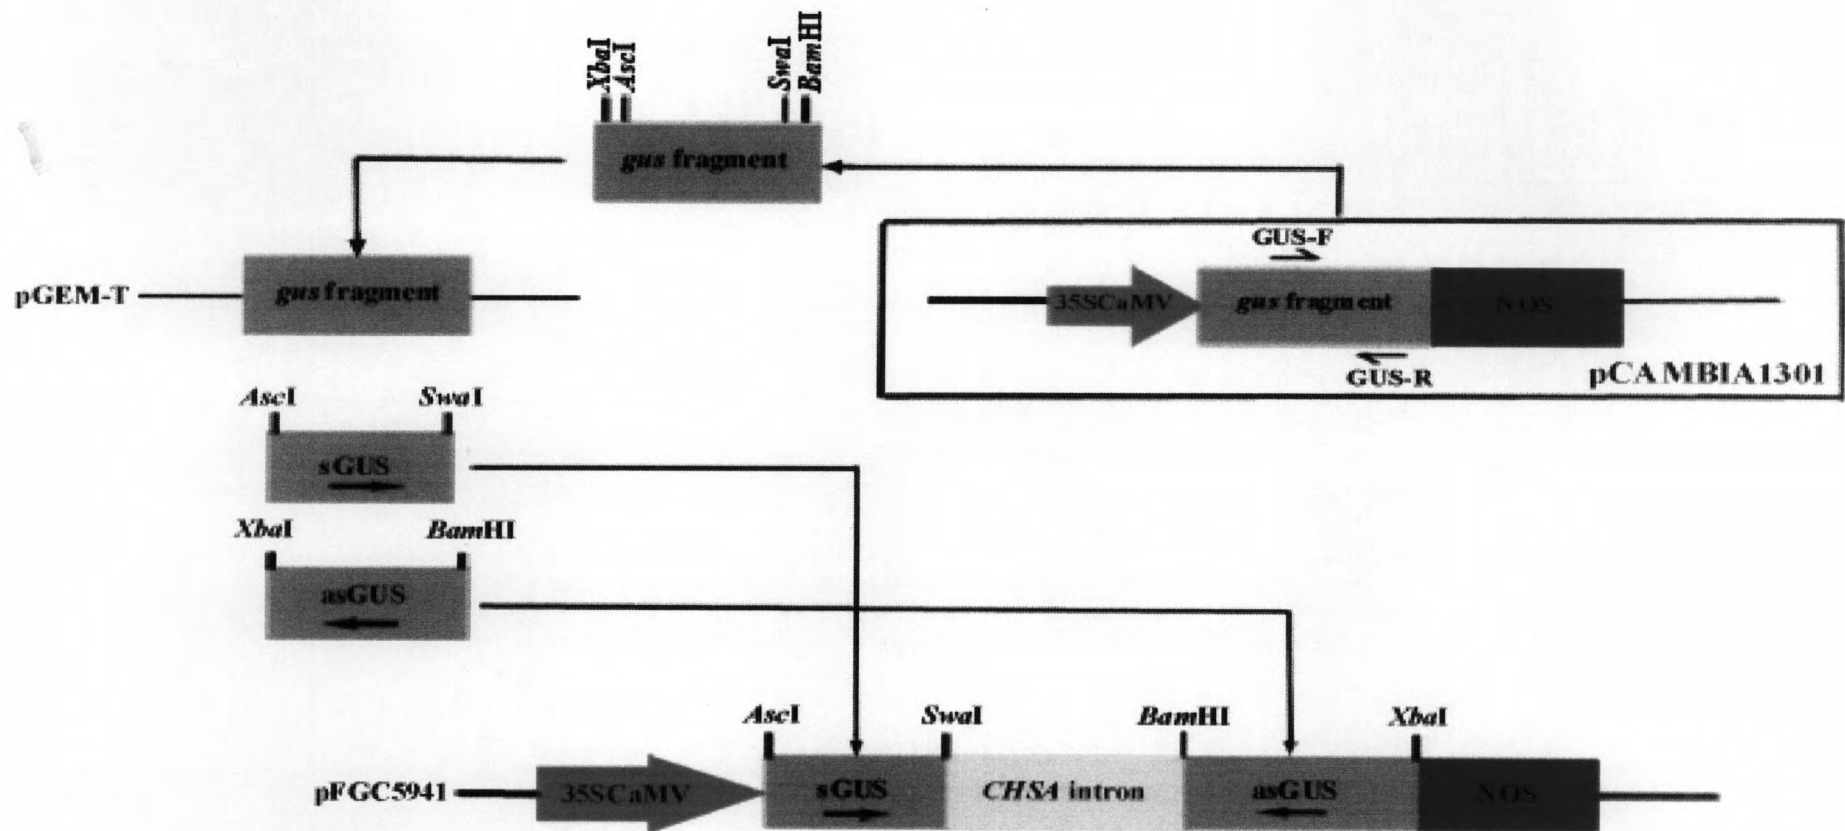 XbaI
AscI
SwaI
BamHI
gus fragment
GUS-F
pGEM-T
gus fragment
35SCaMV
gus fragment
NOS
GUS-R
pCAMBIA1301
AscI
SwaI
sGUS
XbaI
BamHI
asGUS
AscI
SwaI
BamHI
XbaI
pFGC5941
35SCaMV
sGUS
CHSA intron
asGUS
NOS